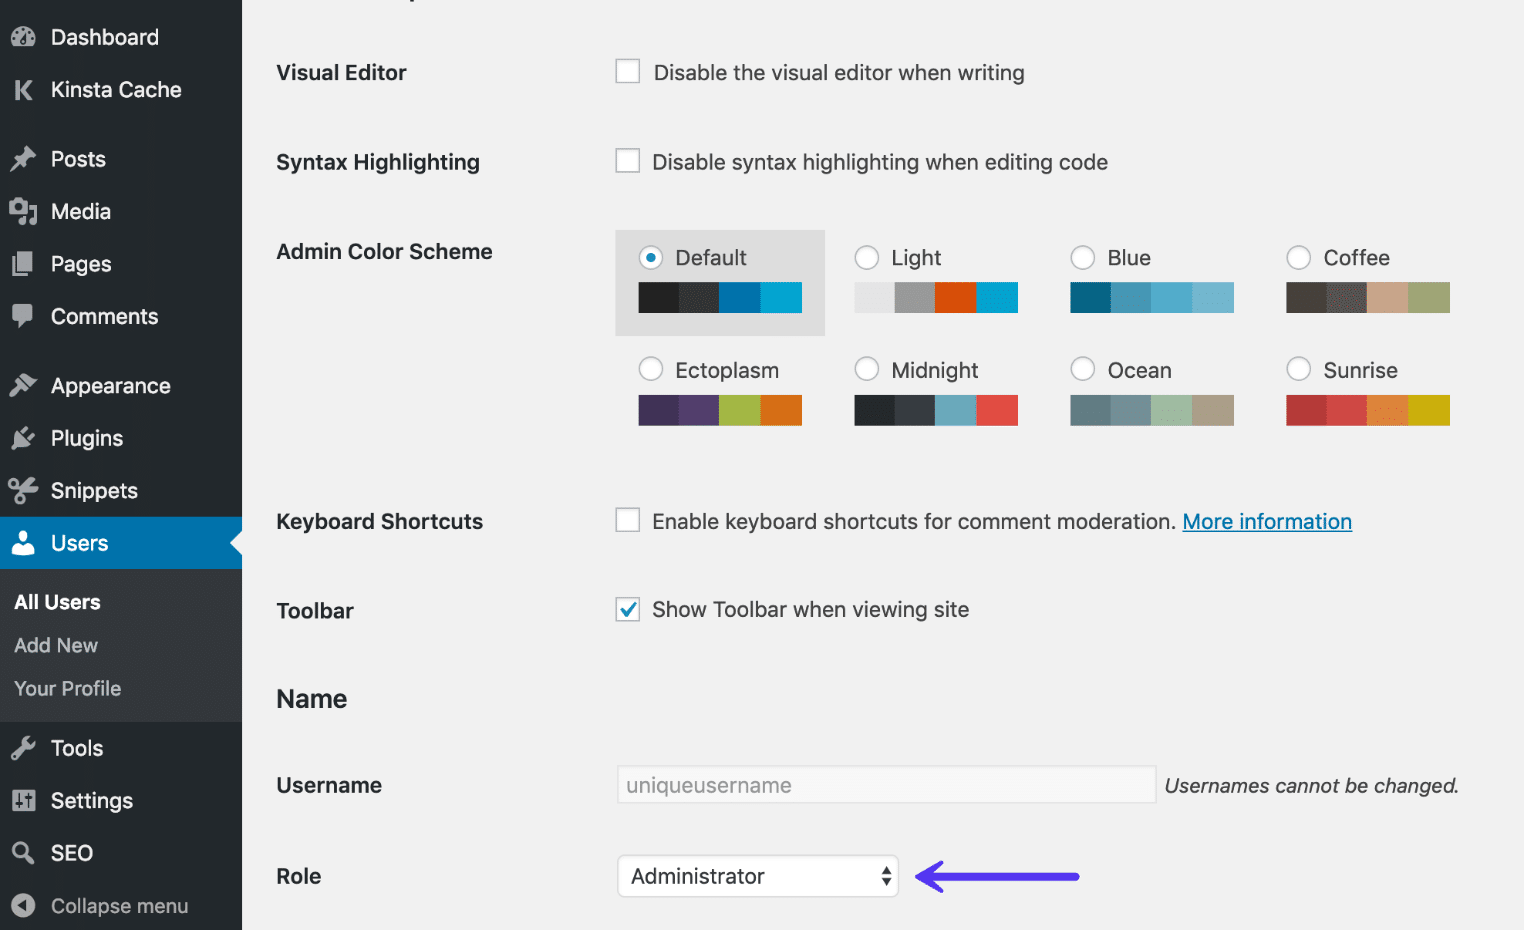 Dashboard
Kinsta Cache
Posts
Media
Pages
Comments
Appearance
Plugins
Snippets
Users
All Users
Add New
Your Profile
Tools
Settings
SEO
Collapse menu
Visual Editor
Disable the visual editor when writing
Syntax Highlighting
Disable syntax highlighting when editing code
Admin Color Scheme
Default
Light
Blue
Coffee
Ectoplasm
Midnight
Ocean
Sunrise
Keyboard Shortcuts
Enable keyboard shortcuts for comment moderation. More information
Toolbar
Show Toolbar when viewing site
Name
Username
uniqueusername
Usernames cannot be changed.
Role
Administrator